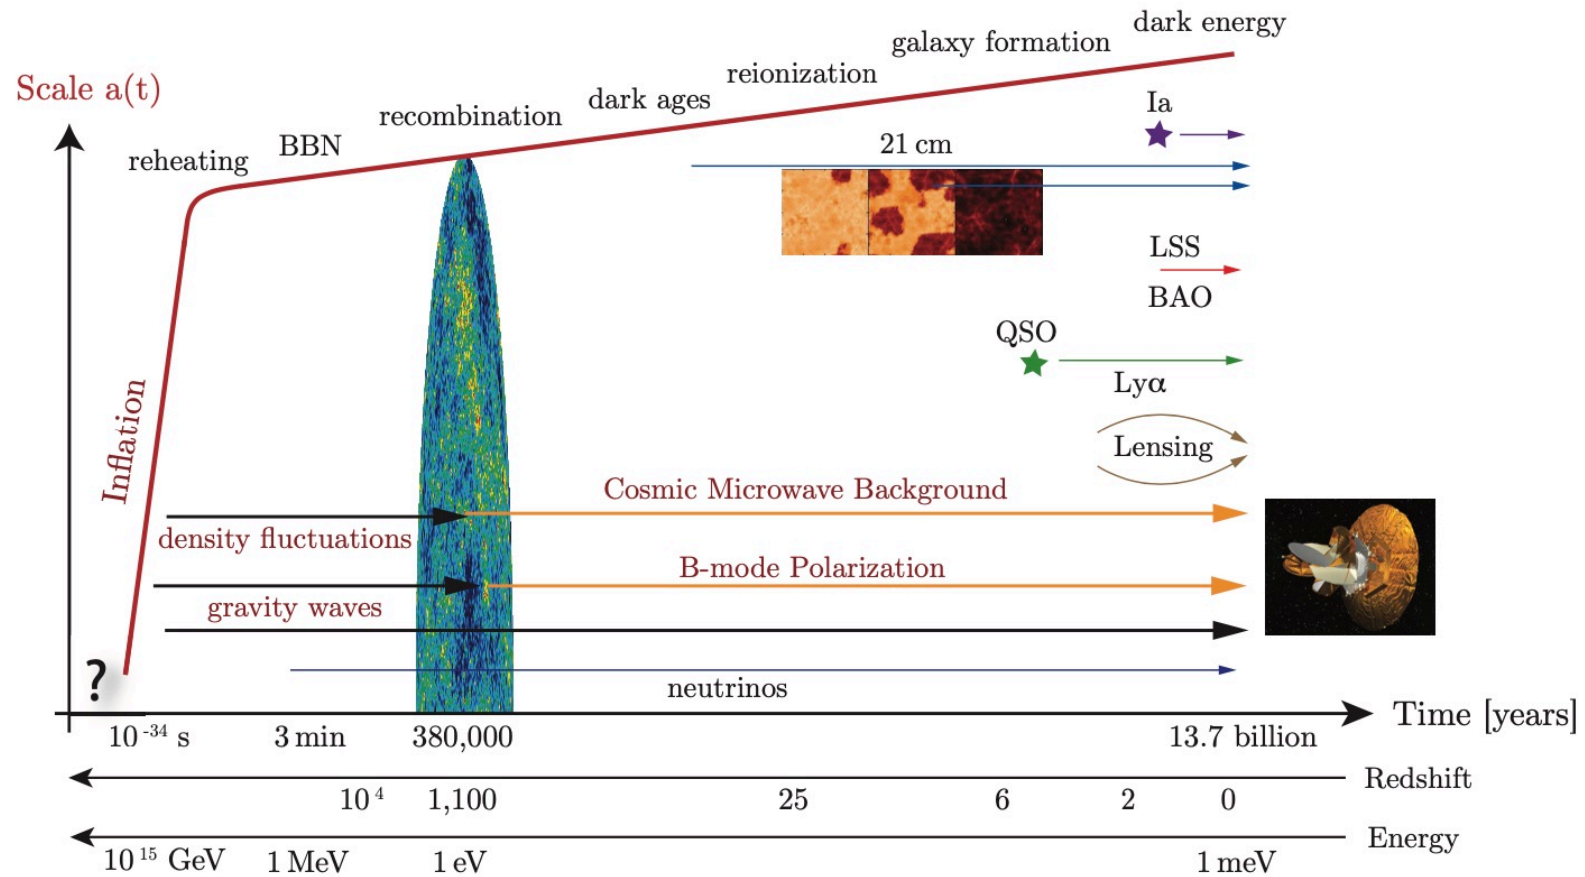 dark energy
galaxy formation
Scale a(t)
reionization
dark ages
recombination
Ia
BBN
reheating
21 cm
LSS
BAO
QSO
Lyα
Inflation
Lensing
Cosmic Microwave Background
density fluctuations
B-mode Polarization
gravity waves
?
neutrinos
Time [years]
10⁻³⁴ s 3 min 380,000 13.7 billion
Redshift
10⁴ 1,100 25 6 2 0
Energy
10¹⁵ GeV 1 MeV 1 eV 1 meV